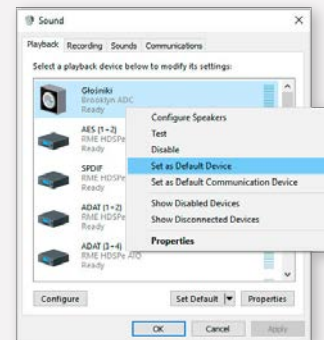 Sound
Playback Recording Sounds Communications
Select a playback device below to modify its settings:
Głośniki
Brooklyn ADC
Ready
AES (1+2)
RME HDSPe
Ready
SPDIF
RME HDSPe
Ready
ADAT (1+2)
RME HDSPe
Ready
ADAT (3+4)
RME HDSPe AIO
Ready
Configure Speakers
Test
Disable
Set as Default Device
Set as Default Communication Device
Show Disabled Devices
Show Disconnected Devices
Properties
Configure Set Default Properties
OK Cancel Apply